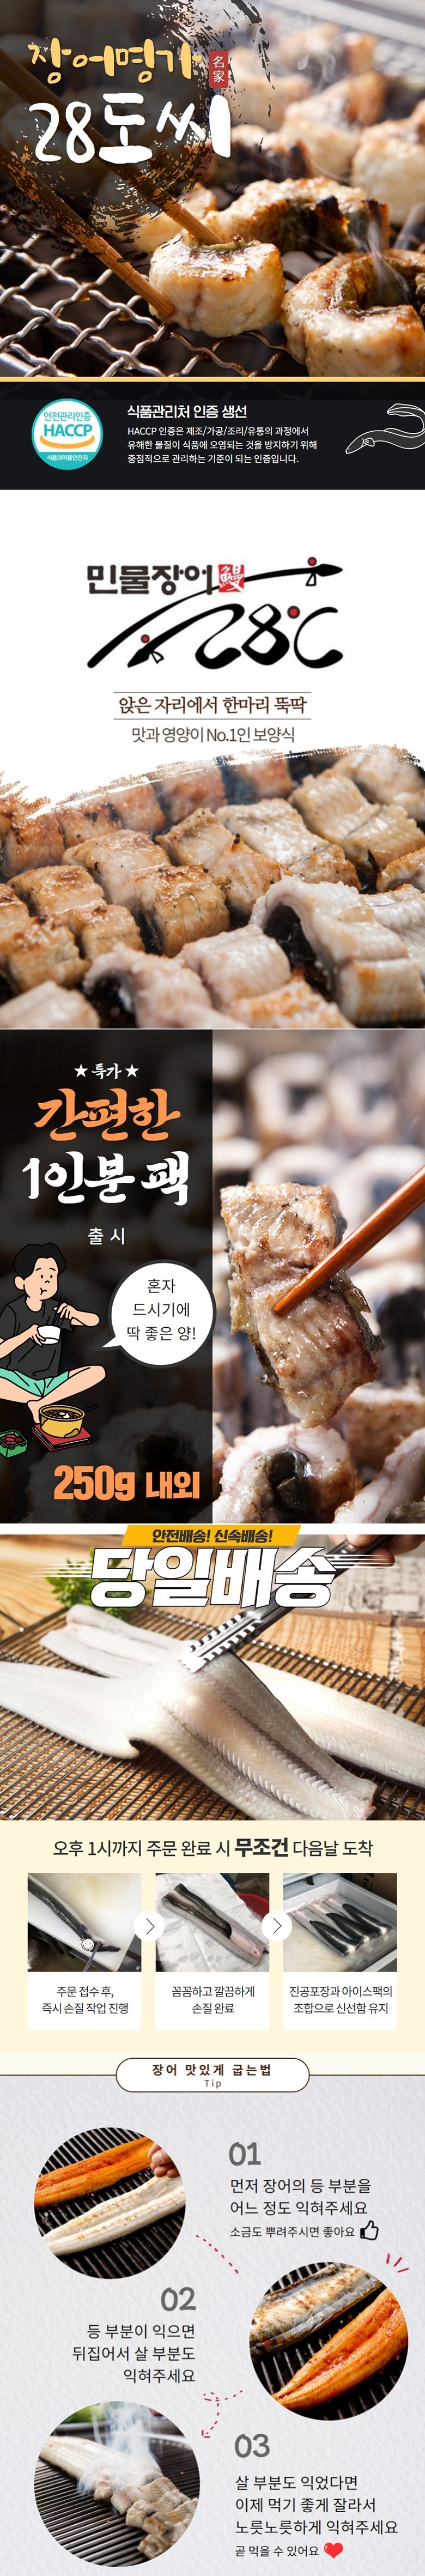 장어명가
名家
28도씨
안전관리인증
HACCP
식품의약품안전처
식품관리처 인증 생선
HACCP 인증은 제조/가공/조리/유통의 과정에서
유해한 물질이 식품에 오염되는 것을 방지하기 위해
중점적으로 관리하는 기준이 되는 인증입니다.
민물장어 鰻
28℃
앉은 자리에서 한마리 뚝딱
맛과 영양이 No.1인 보양식
★특가★
간편한
1인분 팩
출시
혼자
드시기에
딱 좋은 양!
250g 내외
안전배송! 신속배송!
당일배송
오후 1시까지 주문 완료 시 무조건 다음날 도착
주문 접수 후,
즉시 손질 작업 진행
꼼꼼하고 깔끔하게
손질 완료
진공포장과 아이스팩의
조합으로 신선함 유지
장어 맛있게 굽는법
Tip
01
먼저 장어의 등 부분을
어느 정도 익혀주세요
소금도 뿌려주시면 좋아요
02
등 부분이 익으면
뒤집어서 살 부분도
익혀주세요
03
살 부분도 익었다면
이제 먹기 좋게 잘라서
노릇노릇하게 익혀주세요
곧 먹을 수 있어요